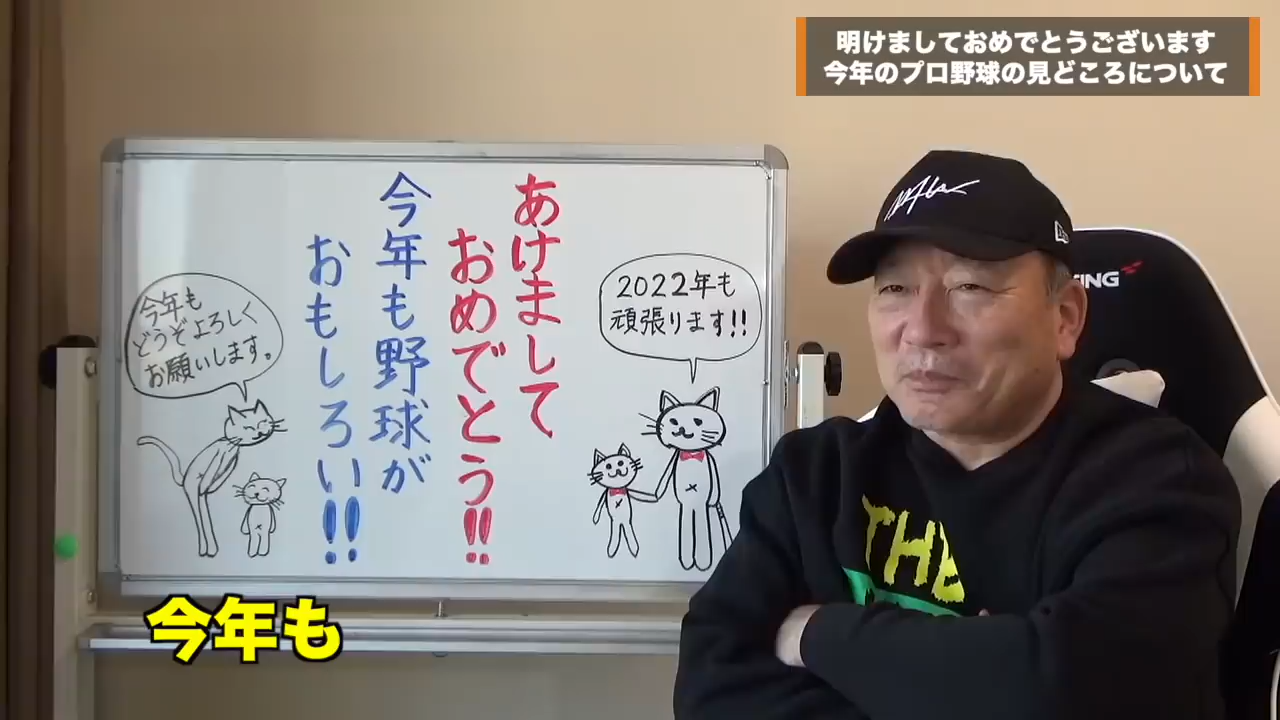 明けましておめでとうございます
今年のプロ野球の見どころについて
あけまして
おめでとう!!
今年も野球が
おもしろい!!
2022年も
頑張ります!!
今年も
どうぞよろしく
お願いします。
THE
今年も